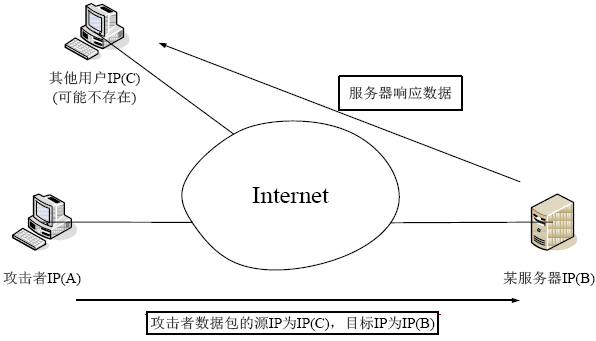 其他用户IP(C)
(可能不存在)
服务器响应数据
Internet
攻击者IP(A)
某服务器IP(B)
攻击者数据包的源IP为IP(C)，目标IP为IP(B)